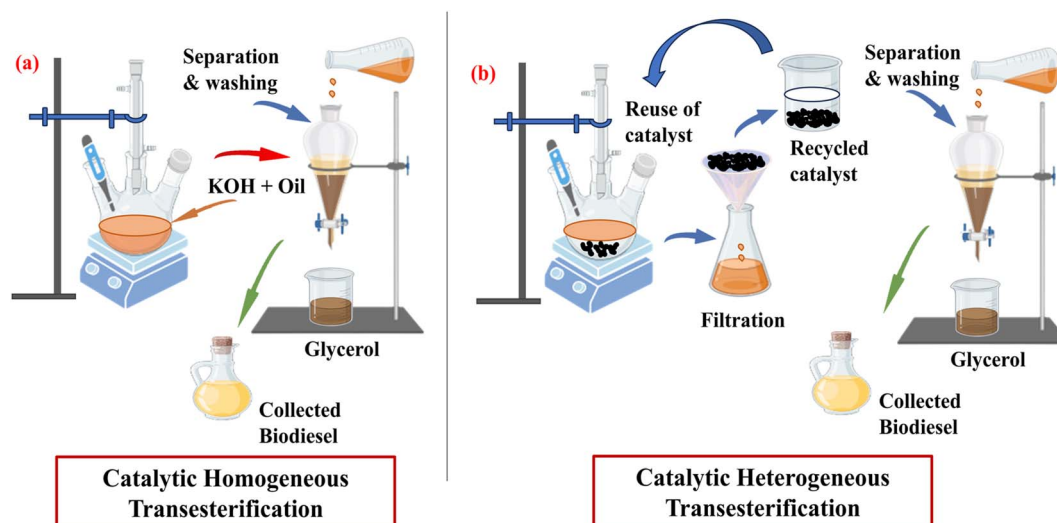 (a)
Separation
& washing
KOH + Oil
Glycerol
Collected
Biodiesel
Catalytic Homogeneous
Transesterification
(b)
Reuse of
catalyst
Recycled
catalyst
Separation
& washing
Filtration
Glycerol
Collected
Biodiesel
Catalytic Heterogeneous
Transesterification